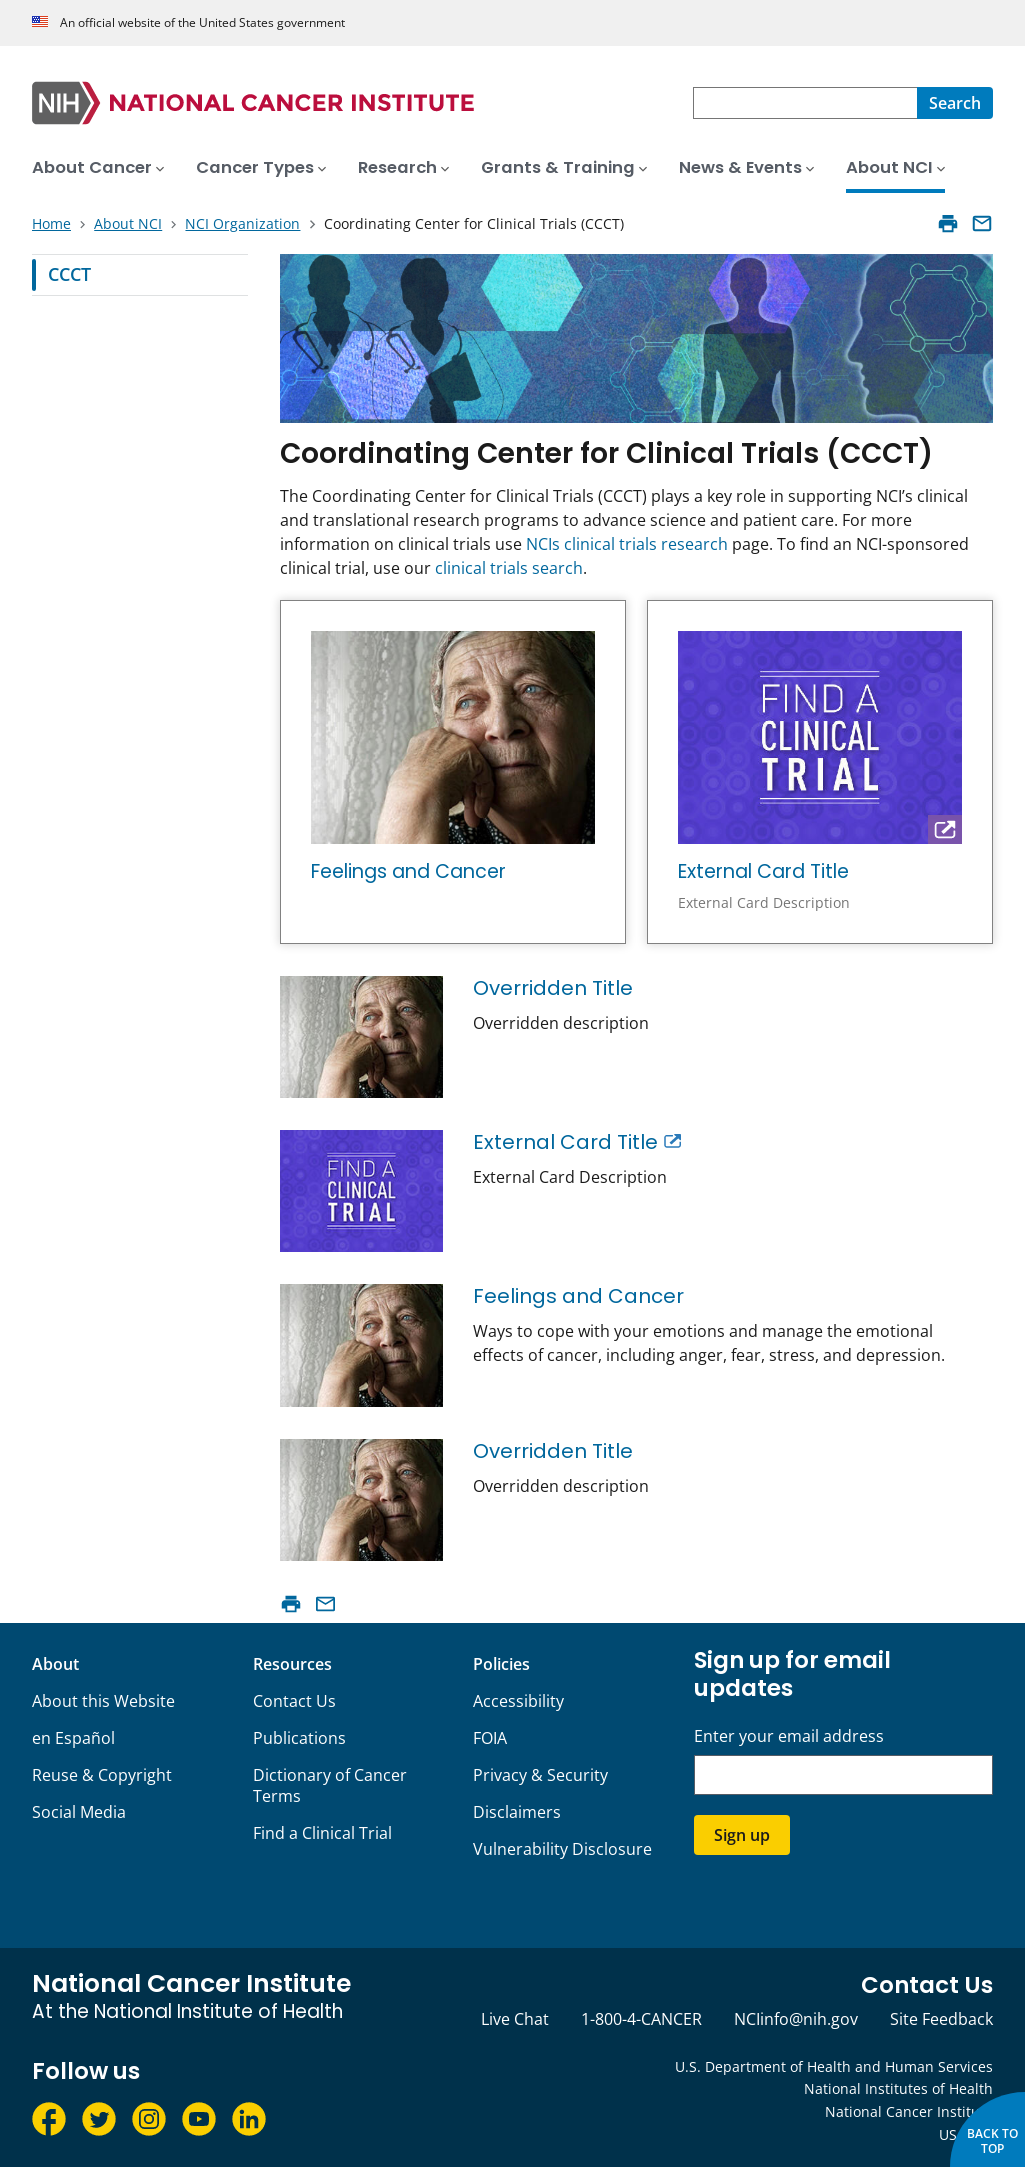 An official website of the United States government
NIH NATIONAL CANCER INSTITUTE
Search
About Cancer
Cancer Types
Research
Grants & Training
News & Events
About NCI
Home
About NCI
NCI Organization
Coordinating Center for Clinical Trials (CCCT)
CCCT
Coordinating Center for Clinical Trials (CCCT)
The Coordinating Center for Clinical Trials (CCCT) plays a key role in supporting NCI’s clinical
and translational research programs to advance science and patient care. For more
information on clinical trials use NCIs clinical trials research page. To find an NCI-sponsored
clinical trial, use our clinical trials search.
Feelings and Cancer
FIND A
CLINICAL
TRIAL
External Card Title
External Card Description
Overridden Title
Overridden description
FIND A
CLINICAL
TRIAL
External Card Title
External Card Description
Feelings and Cancer
Ways to cope with your emotions and manage the emotional
effects of cancer, including anger, fear, stress, and depression.
Overridden Title
Overridden description
About
About this Website
en Español
Reuse & Copyright
Social Media
Resources
Contact Us
Publications
Dictionary of Cancer
Terms
Find a Clinical Trial
Policies
Accessibility
FOIA
Privacy & Security
Disclaimers
Vulnerability Disclosure
Sign up for email
updates
Enter your email address
Sign up
National Cancer Institute
At the National Institute of Health
Contact Us
Live Chat
1-800-4-CANCER
NCIinfo@nih.gov
Site Feedback
Follow us
U.S. Department of Health and Human Services
National Institutes of Health
National Cancer
US
BACK TO
TOP